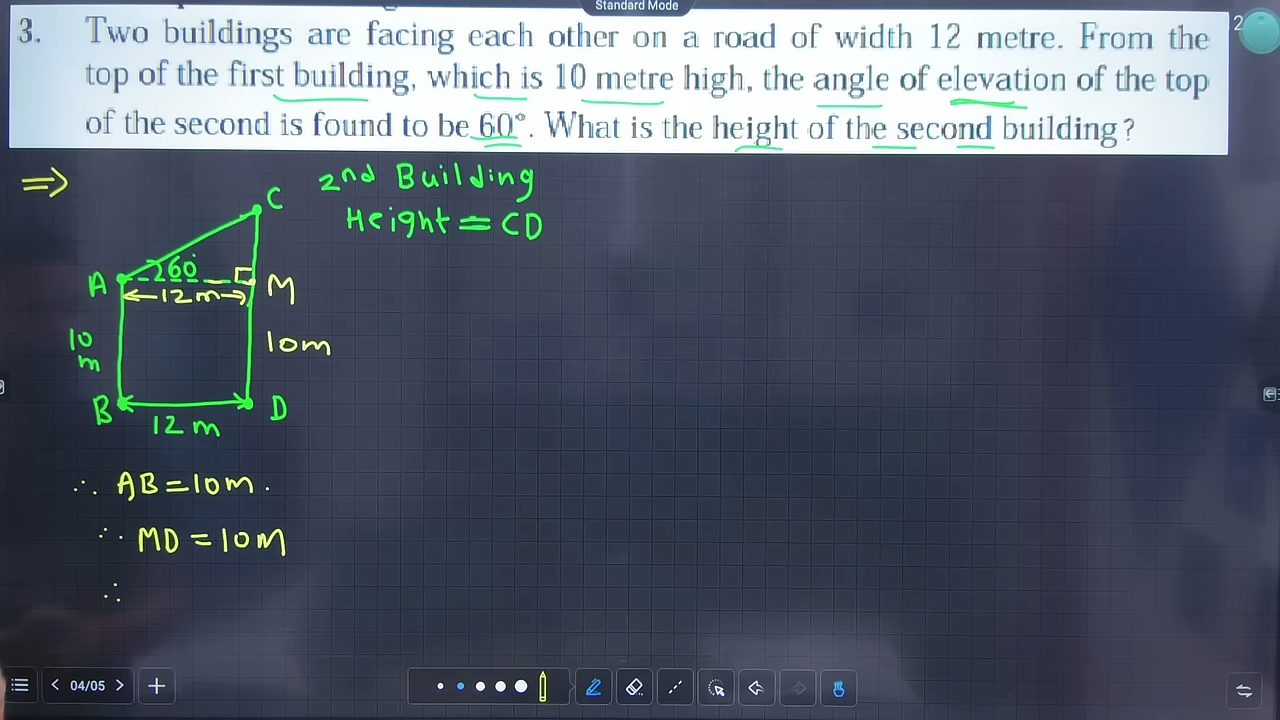 Standard Mode
2
3. Two buildings are facing each other on a road of width 12 metre. From the
top of the first building, which is 10 metre high, the angle of elevation of the top
of the second is found to be 60°. What is the height of the second building?
⇒
2nd Building
Height = CD
C
A
60°
M
12 m
10
m
10m
B
D
12 m
∴ AB = 10m.
∴ MD = 10M
∴
04/05